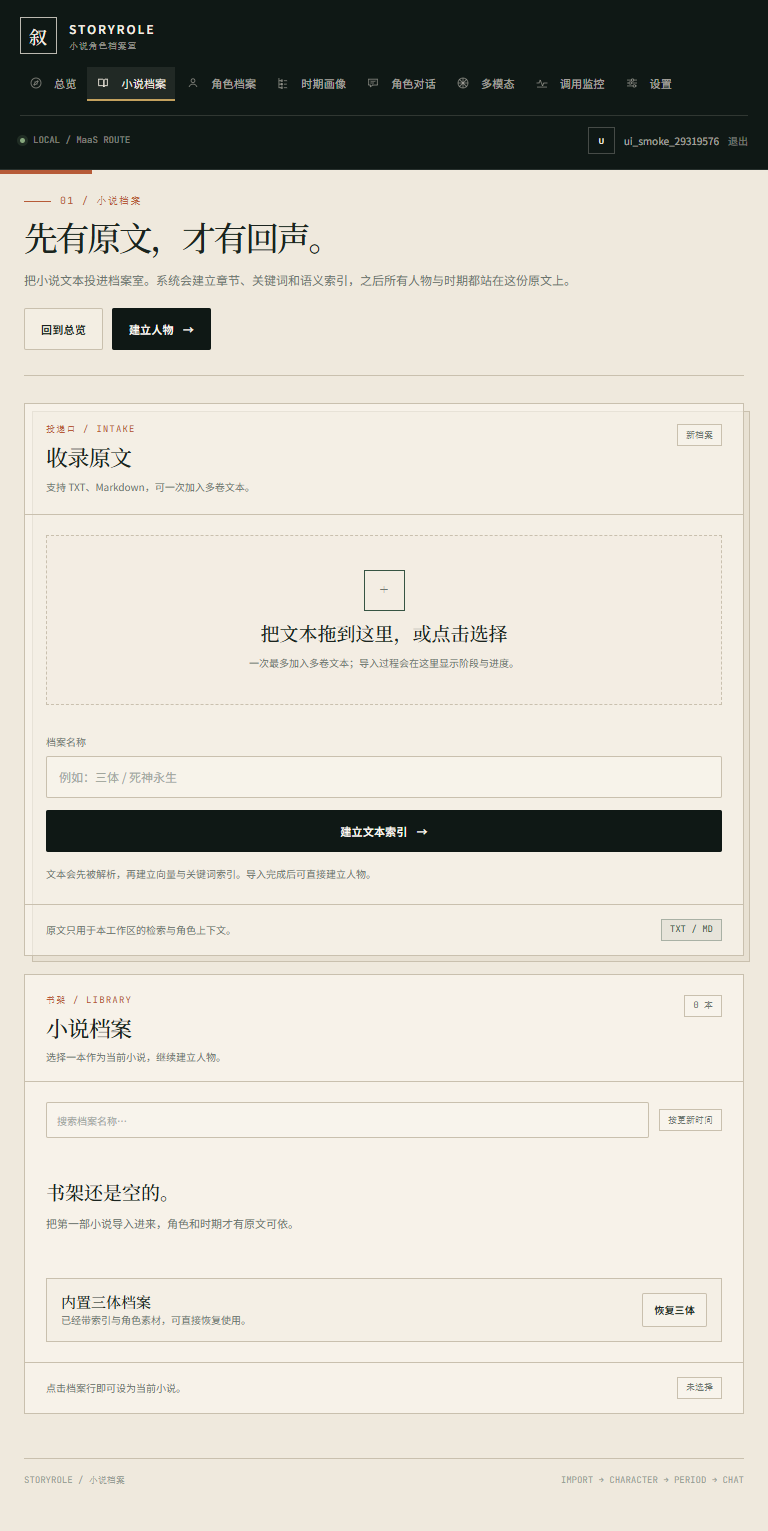 叙
STORYROLE
小说角色档案室
总览 小说档案 角色档案 时期画像 角色对话 多模态 调用监控 设置
LOCAL / MaaS ROUTE
U ui_smoke_29319576 退出
01 / 小说档案
先有原文，才有回声。
把小说文本投进档案室。系统会建立章节、关键词和语义索引，之后所有人物与时期都站在这份原文上。
回到总览 建立人物 →
投递口 / INTAKE
新档案
收录原文
支持 TXT、Markdown，可一次加入多卷文本。
+
把文本拖到这里，或点击选择
一次最多加入多卷文本；导入过程会在这里显示阶段与进度。
档案名称
例如：三体 / 死神永生
建立文本索引 →
文本会先被解析，再建立向量与关键词索引。导入完成后可直接建立人物。
原文只用于本工作区的检索与角色上下文。
TXT / MD
书架 / LIBRARY
0 本
小说档案
选择一本作为当前小说，继续建立人物。
搜索档案名称…
按更新时间
书架还是空的。
把第一部小说导入进来，角色和时期才有原文可依。
内置三体档案
已经带索引与角色素材，可直接恢复使用。
恢复三体
点击档案行即可设为当前小说。
未选择
STORYROLE / 小说档案
IMPORT → CHARACTER → PERIOD → CHAT